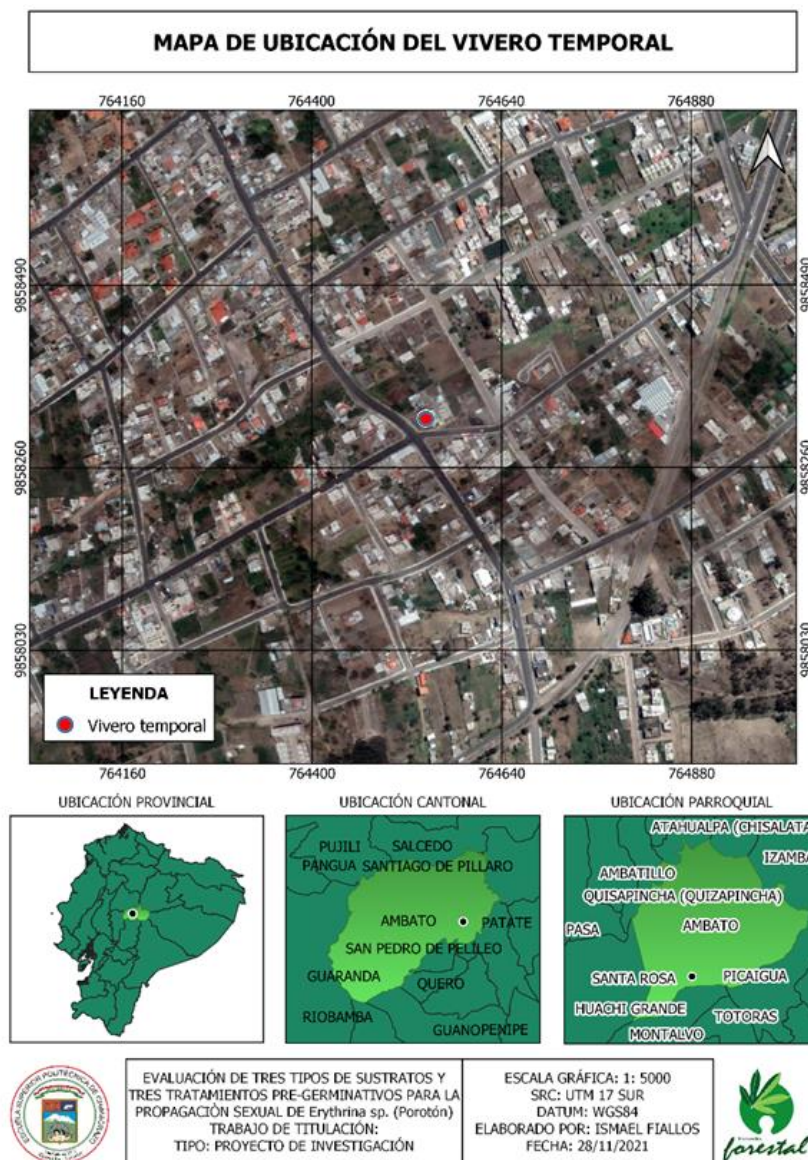 MAPA DE UBICACIÓN DEL VIVERO TEMPORAL
764160 764400 764640 764880
9858490 9858490
9858260 9858260
9858030 9858030
LEYENDA
Vivero temporal
764160 764400 764640 764880
UBICACIÓN PROVINCIAL
UBICACIÓN CANTONAL
PUJILI SALCEDO
PANGUA SANTIAGO DE PILLARO
AMBATO PATATE
SAN PEDRO DE PELILEO
GUARANDA QUERO
RIOBAMBA
GUANOPENIPE
UBICACIÓN PARROQUIAL
ATAHUALPA (CHISALATA
IZAMBA
AMBATILLO
QUISAPINCHA (QUIZAPINCHA)
PASA AMBATO
SANTA ROSA PICAIGUA
HUACHI GRANDE TOTORAS
MONTALVO
EVALUACIÓN DE TRES TIPOS DE SUSTRATOS Y
TRES TRATAMIENTOS PRE-GERMINATIVOS PARA LA
PROPAGACIÓN SEXUAL DE Erythrina sp. (Porotón)
TRABAJO DE TITULACIÓN:
TIPO: PROYECTO DE INVESTIGACIÓN
ESCALA GRÁFICA: 1: 5000
SRC: UTM 17 SUR
DATUM: WGS84
ELABORADO POR: ISMAEL FIALLOS
FECHA: 28/11/2021
forestal